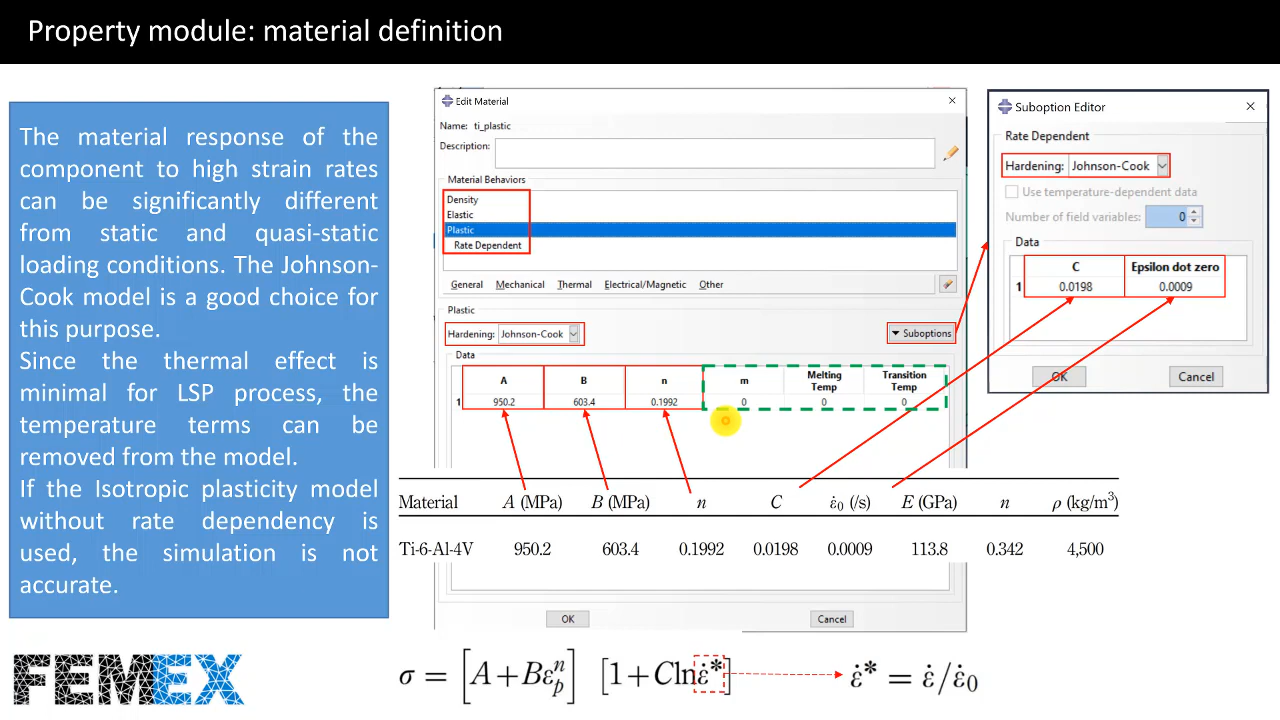 Property module: material definition
The material response of the
component to high strain rates
can be significantly different
from static and quasi-static
loading conditions. The Johnson-
Cook model is a good choice for
this purpose.
Since the thermal effect is
minimal for LSP process, the
temperature terms can be
removed from the model.
If the Isotropic plasticity model
without rate dependency is
used, the simulation is not
accurate.
FEMEX
Edit Material
Name: ti_plastic
Description:
Material Behaviors
Density
Elastic
Plastic
Rate Dependent
General Mechanical Thermal Electrical/Magnetic Other
Plastic
Hardening: Johnson-Cook
Suboptions
Data
A B n m Melting Temp Transition Temp
1 950.2 603.4 0.1992 0 0 0
Material A (MPa) B (MPa) n C ε̇0 (/s) E (GPa) n ρ (kg/m³)
Ti-6-Al-4V 950.2 603.4 0.1992 0.0198 0.0009 113.8 0.342 4,500
OK Cancel
Suboption Editor
Rate Dependent
Hardening: Johnson-Cook
Use temperature-dependent data
Number of field variables: 0
Data
C Epsilon dot zero
1 0.0198 0.0009
OK Cancel
σ = [A+Bεₚⁿ] [1+Clnε̇*] ε̇* = ε̇/ε̇0